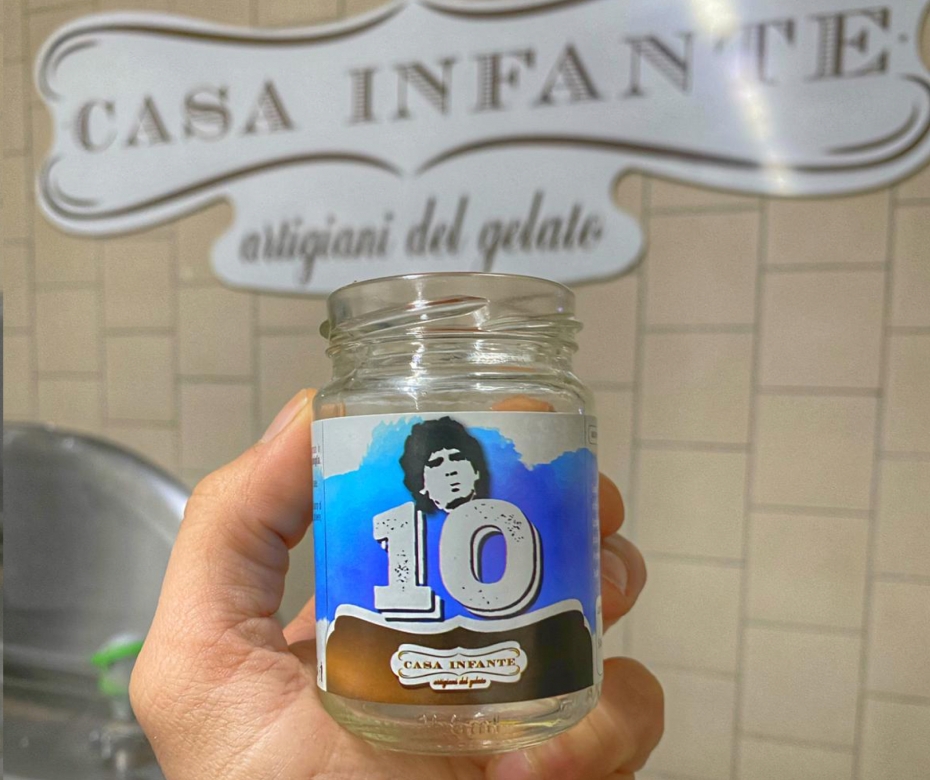 CASA INFANTE
artigiani del gelato
10
CASA INFANTE
artigiani del gelato